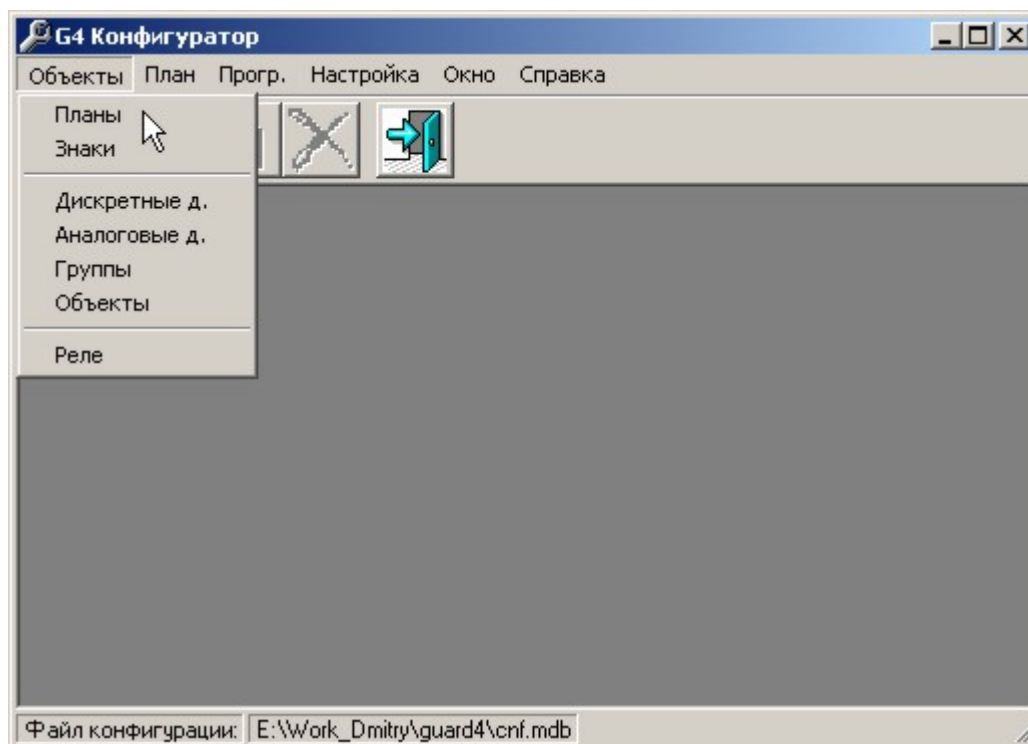 G4 Конфигуратор
Объекты План Прогр. Настройка Окно Справка
Планы
Знаки
Дискретные д.
Аналоговые д.
Группы
Объекты
Реле
Файл конфигурации: E:\Work_Dmitry\guard4\cnf.mdb